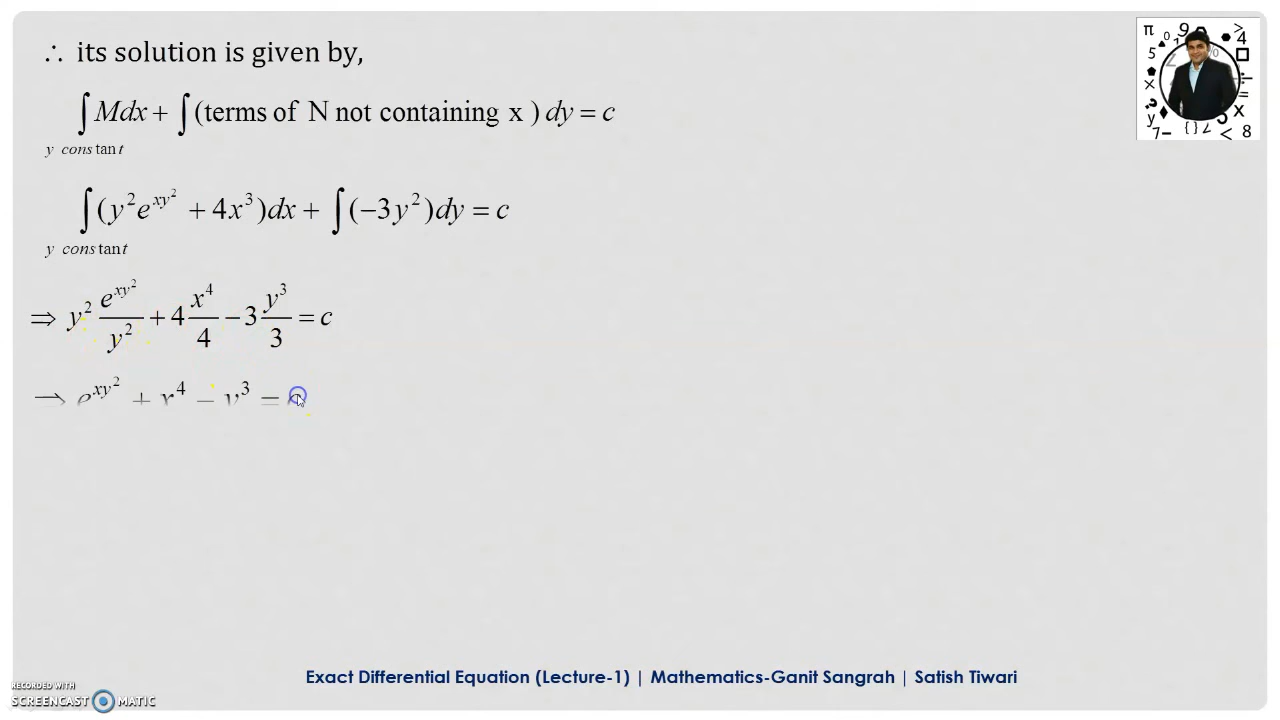 ∴ its solution is given by,
∫Mdx + ∫(terms of N not containing x ) dy = c
y constant
∫(y²e^{xy²} + 4x³)dx + ∫(−3y²)dy = c
y constant
⇒ y² e^{xy²}/y² + 4 x⁴/4 − 3 y³/3 = c
⇒ e^{xy²} + x⁴ − y³ = c
Exact Differential Equation (Lecture-1) | Mathematics-Ganit Sangrah | Satish Tiwari
RECORDED WITH
SCREENCAST MATIC